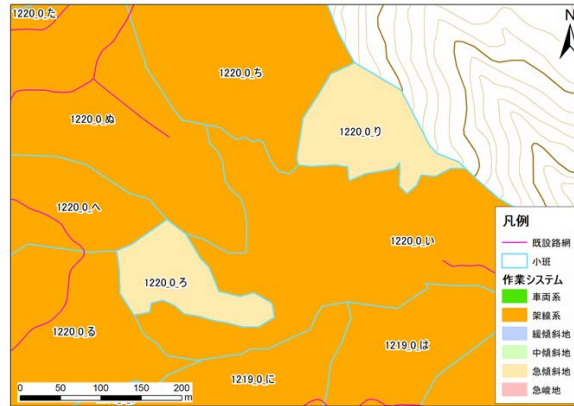 1220_0_た
N
1220_0_ち
1220_0_ぬ
1220_0_り
1220_0_へ
1220_0_い
1220_0_ろ
1220_0_る
1219_0_は
1219_0_に
凡例
既設路網
小班
作業システム
車両系
架線系
緩傾斜地
中傾斜地
急傾斜地
急峻地
0 50 100 150 200
m